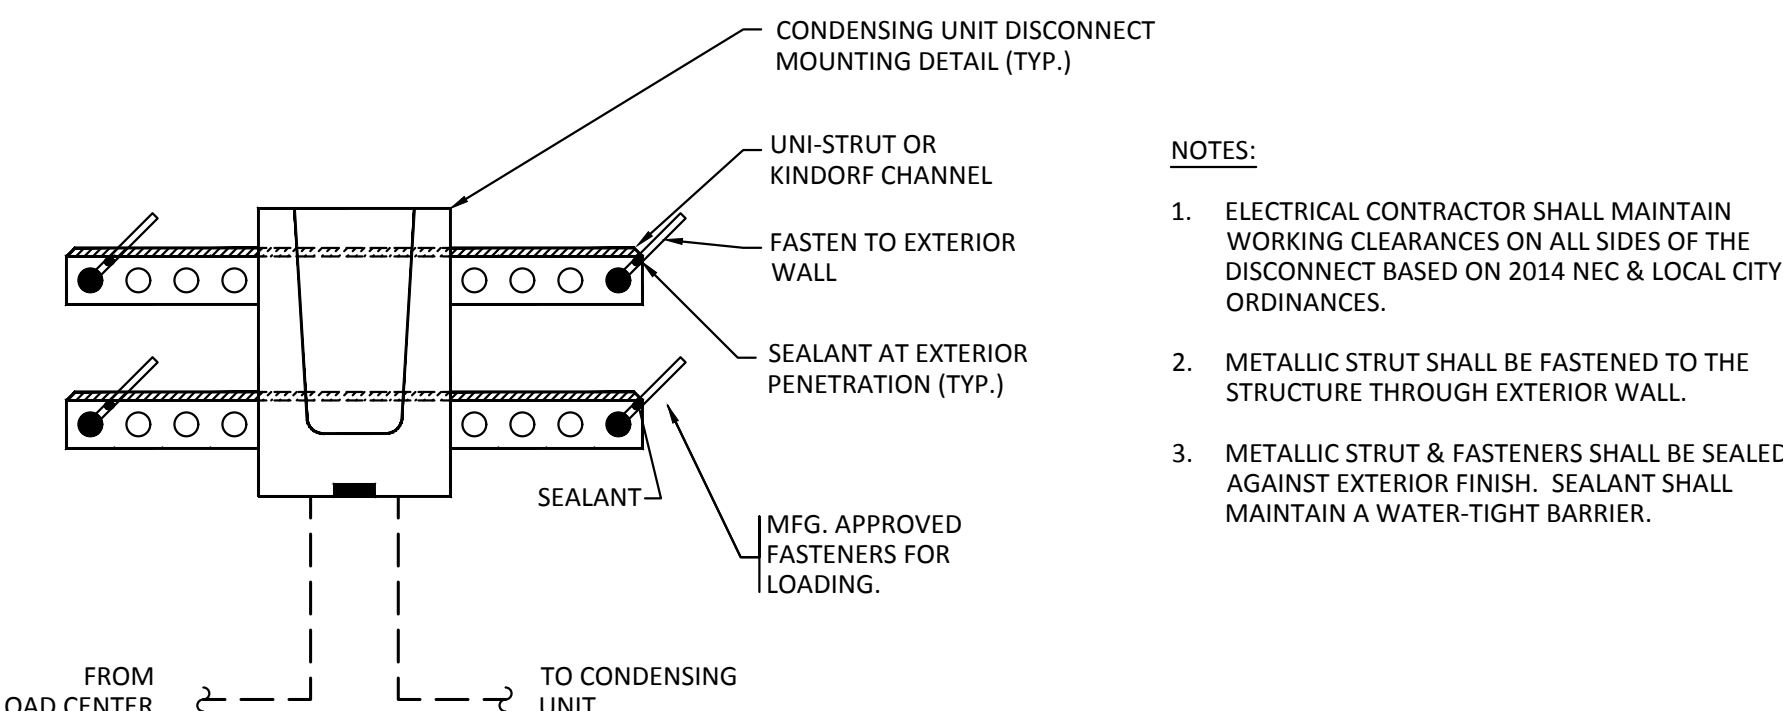 CONDENSING UNIT DISCONNECT
MOUNTING DETAIL (TYP.)
UNI-STRUT OR
KINDORF CHANNEL
FASTEN TO EXTERIOR
WALL
SEALANT AT EXTERIOR
PENETRATION (TYP.)
SEALANT
MFG. APPROVED
FASTENERS FOR
LOADING.
FROM
OAD CENTER
TO CONDENSING
UNIT
NOTES:
1. ELECTRICAL CONTRACTOR SHALL MAINTAIN
WORKING CLEARANCES ON ALL SIDES OF THE
DISCONNECT BASED ON 2014 NEC & LOCAL CITY
ORDINANCES.
2. METALLIC STRUT SHALL BE FASTENED TO THE
STRUCTURE THROUGH EXTERIOR WALL.
3. METALLIC STRUT & FASTENERS SHALL BE SEALED
AGAINST EXTERIOR FINISH. SEALANT SHALL
MAINTAIN A WATER-TIGHT BARRIER.